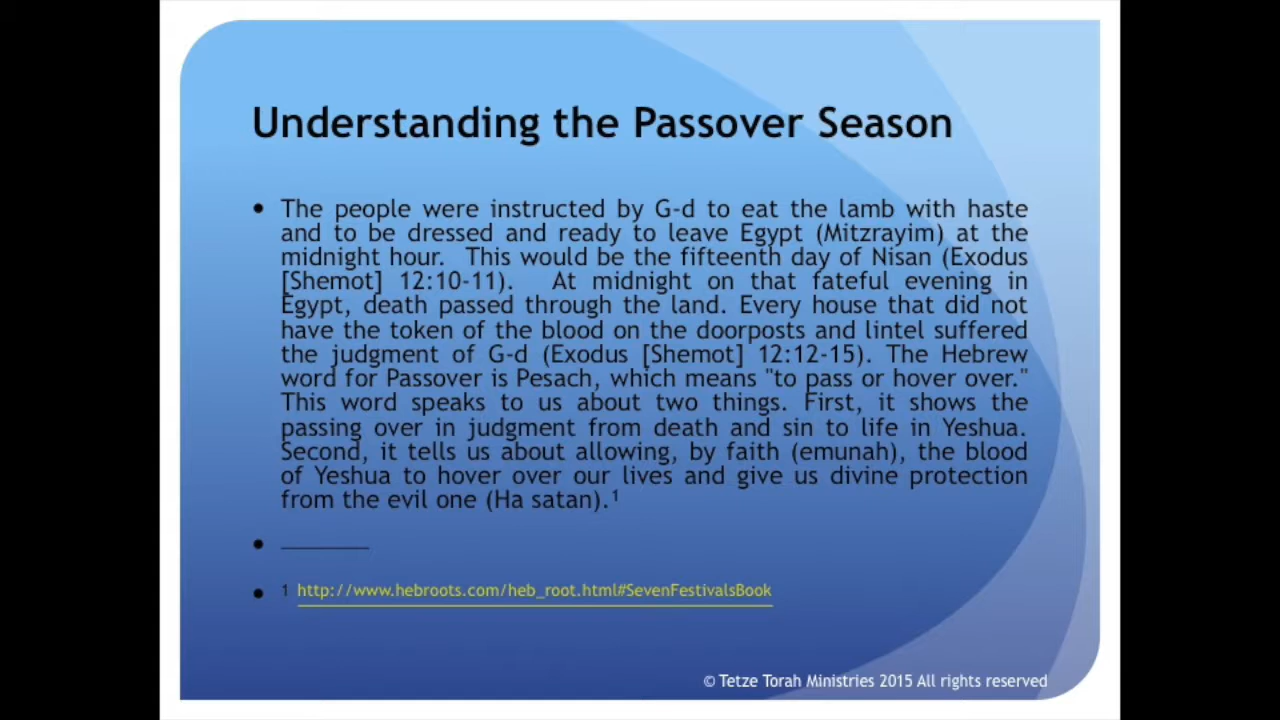 Understanding the Passover Season
• The people were instructed by G-d to eat the lamb with haste
and to be dressed and ready to leave Egypt (Mitzrayim) at the
midnight hour.  This would be the fifteenth day of Nisan (Exodus
[Shemot] 12:10-11).  At midnight on that fateful evening in
Egypt, death passed through the land. Every house that did not
have the token of the blood on the doorposts and lintel suffered
the judgment of G-d (Exodus [Shemot] 12:12-15). The Hebrew
word for Passover is Pesach, which means "to pass or hover over."
This word speaks to us about two things. First, it shows the
passing over in judgment from death and sin to life in Yeshua.
Second, it tells us about allowing, by faith (emunah), the blood
of Yeshua to hover over our lives and give us divine protection
from the evil one (Ha satan).¹
• ________
• ¹ http://www.hebroots.com/heb_root.html#SevenFestivalsBook
© Tetze Torah Ministries 2015 All rights reserved